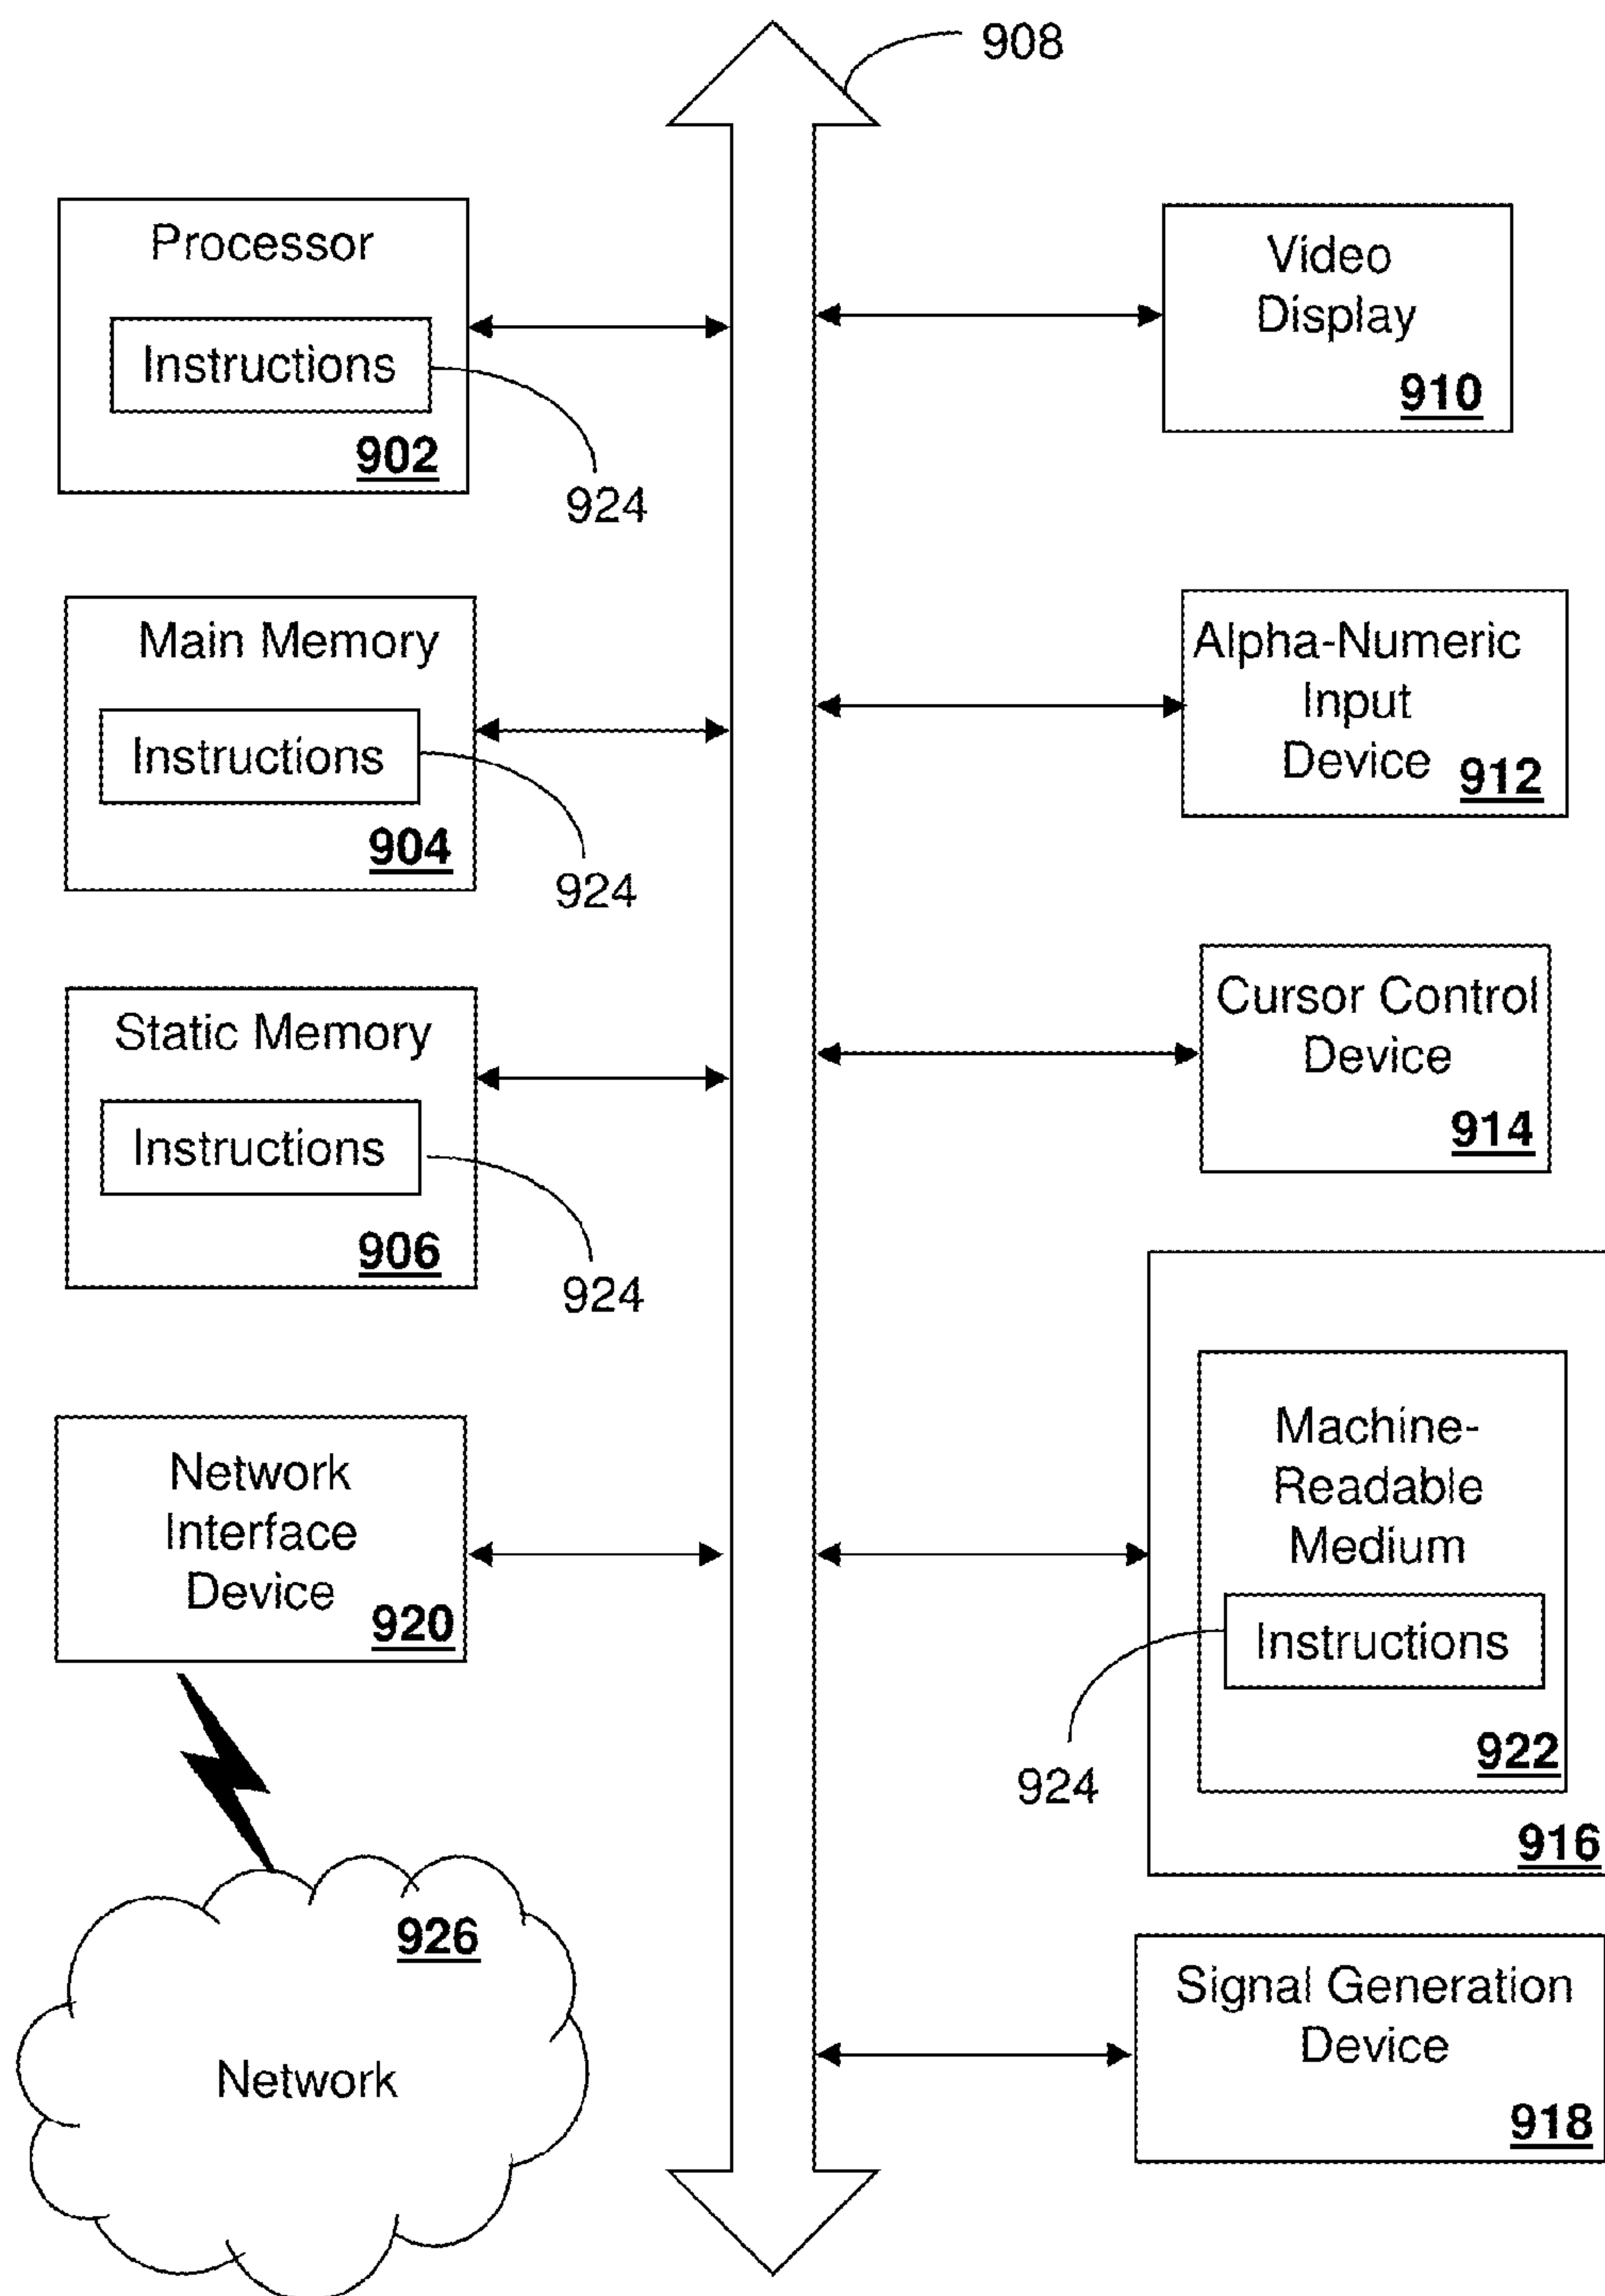 908
Processor
Instructions
902
924
Main Memory
Instructions
904
924
Static Memory
Instructions
906
924
Network
Interface
Device
920
926
Network
Video
Display
910
Alpha-Numeric
Input
Device
912
Cursor Control
Device
914
Machine-
Readable
Medium
Instructions
924
922
916
Signal Generation
Device
918